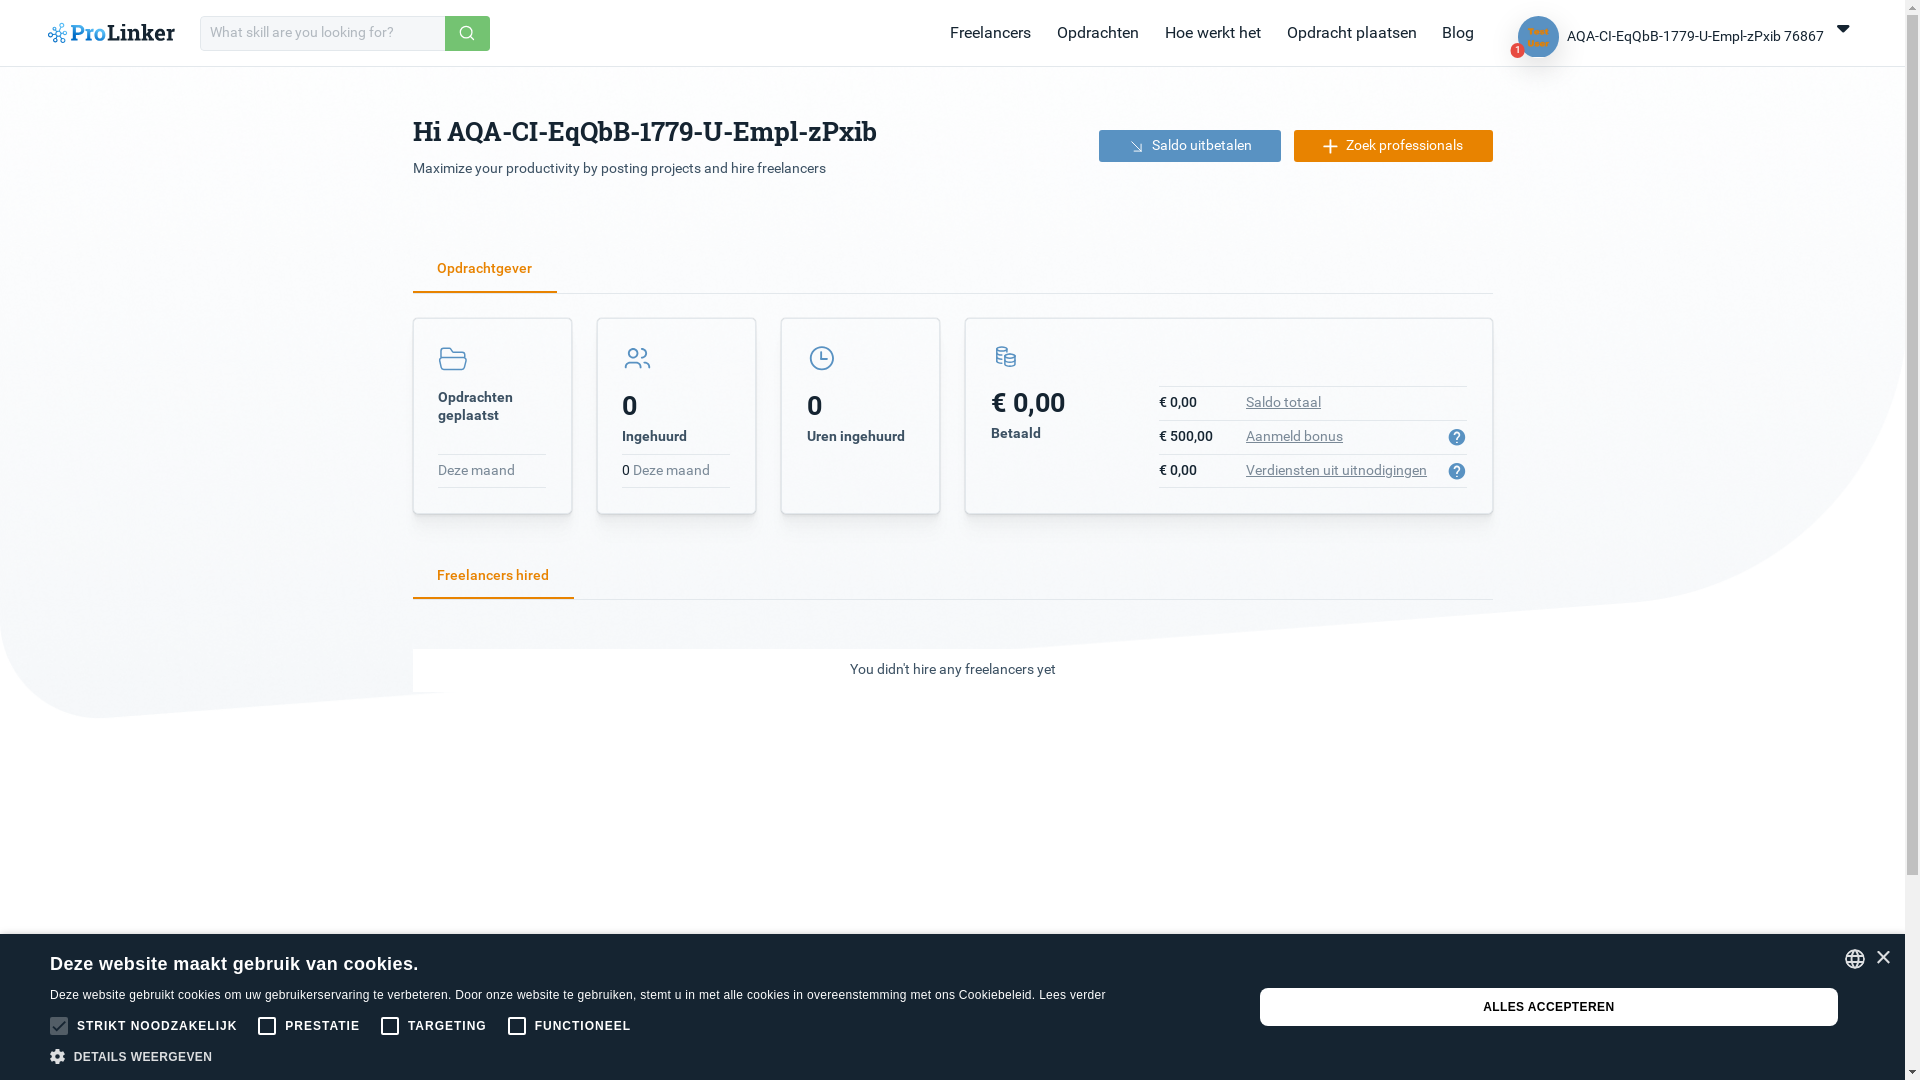 ProLinker
What skill are you looking for?
Freelancers
Opdrachten
Hoe werkt het
Opdracht plaatsen
Blog
Test
User
1
AQA-CI-EqQbB-1779-U-Empl-zPxib 76867
Hi AQA-CI-EqQbB-1779-U-Empl-zPxib
Maximize your productivity by posting projects and hire freelancers
Saldo uitbetalen
Zoek professionals
Opdrachtgever
Opdrachten
geplaatst
Deze maand
0
Ingehuurd
0 Deze maand
0
Uren ingehuurd
€ 0,00
Betaald
€ 0,00 Saldo totaal
€ 500,00 Aanmeld bonus
€ 0,00 Verdiensten uit uitnodigingen
Freelancers hired
You didn't hire any freelancers yet
Deze website maakt gebruik van cookies.
Deze website gebruikt cookies om uw gebruikerservaring te verbeteren. Door onze website te gebruiken, stemt u in met alle cookies in overeenstemming met ons Cookiebeleid. Lees verder
STRIKT NOODZAKELIJK
PRESTATIE
TARGETING
FUNCTIONEEL
DETAILS WEERGEVEN
ALLES ACCEPTEREN